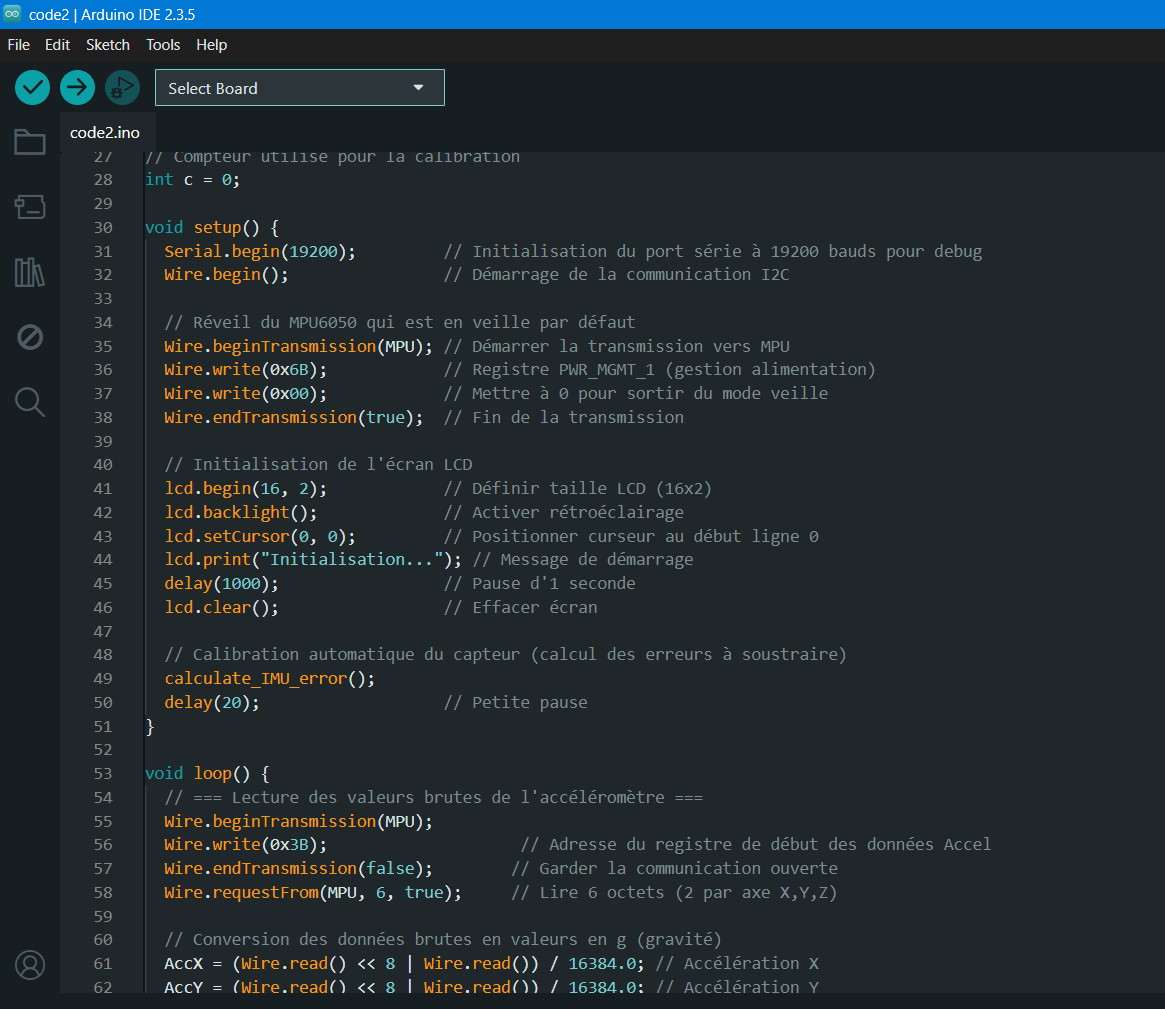 code2 | Arduino IDE 2.3.5
File Edit Sketch Tools Help
Select Board
code2.ino
27 // Compteur utilisé pour la calibration
28 int c = 0;
29
30 void setup() {
31 Serial.begin(19200); // Initialisation du port série à 19200 bauds pour debug
32 Wire.begin(); // Démarrage de la communication I2C
33
34 // Réveil du MPU6050 qui est en veille par défaut
35 Wire.beginTransmission(MPU); // Démarrer la transmission vers MPU
36 Wire.write(0x6B); // Registre PWR_MGMT_1 (gestion alimentation)
37 Wire.write(0x00); // Mettre à 0 pour sortir du mode veille
38 Wire.endTransmission(true); // Fin de la transmission
39
40 // Initialisation de l'écran LCD
41 lcd.begin(16, 2); // Définir taille LCD (16x2)
42 lcd.backlight(); // Activer rétroéclairage
43 lcd.setCursor(0, 0); // Positionner curseur au début ligne 0
44 lcd.print("Initialisation..."); // Message de démarrage
45 delay(1000); // Pause d'1 seconde
46 lcd.clear(); // Effacer écran
47
48 // Calibration automatique du capteur (calcul des erreurs à soustraire)
49 calculate_IMU_error();
50 delay(20); // Petite pause
51 }
52
53 void loop() {
54 // === Lecture des valeurs brutes de l'accéléromètre ===
55 Wire.beginTransmission(MPU);
56 Wire.write(0x3B); // Adresse du registre de début des données Accel
57 Wire.endTransmission(false); // Garder la communication ouverte
58 Wire.requestFrom(MPU, 6, true); // Lire 6 octets (2 par axe X,Y,Z)
59
60 // Conversion des données brutes en valeurs en g (gravité)
61 AccX = (Wire.read() << 8 | Wire.read()) / 16384.0; // Accélération X
62 AccY = (Wire.read() << 8 | Wire.read()) / 16384.0; // Accélération Y